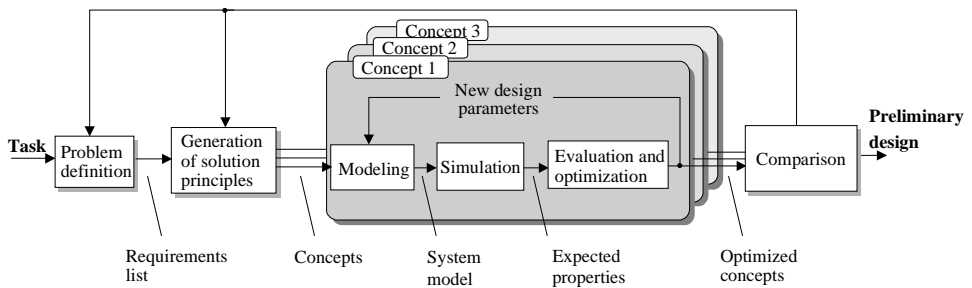 Concept 3
Concept 2
Concept 1
New design
parameters
Preliminary
design
Task
Problem
definition
Generation
of solution
principles
Modeling
Simulation
Evaluation and
optimization
Comparison
Requirements
list
Concepts
System
model
Expected
properties
Optimized
concepts